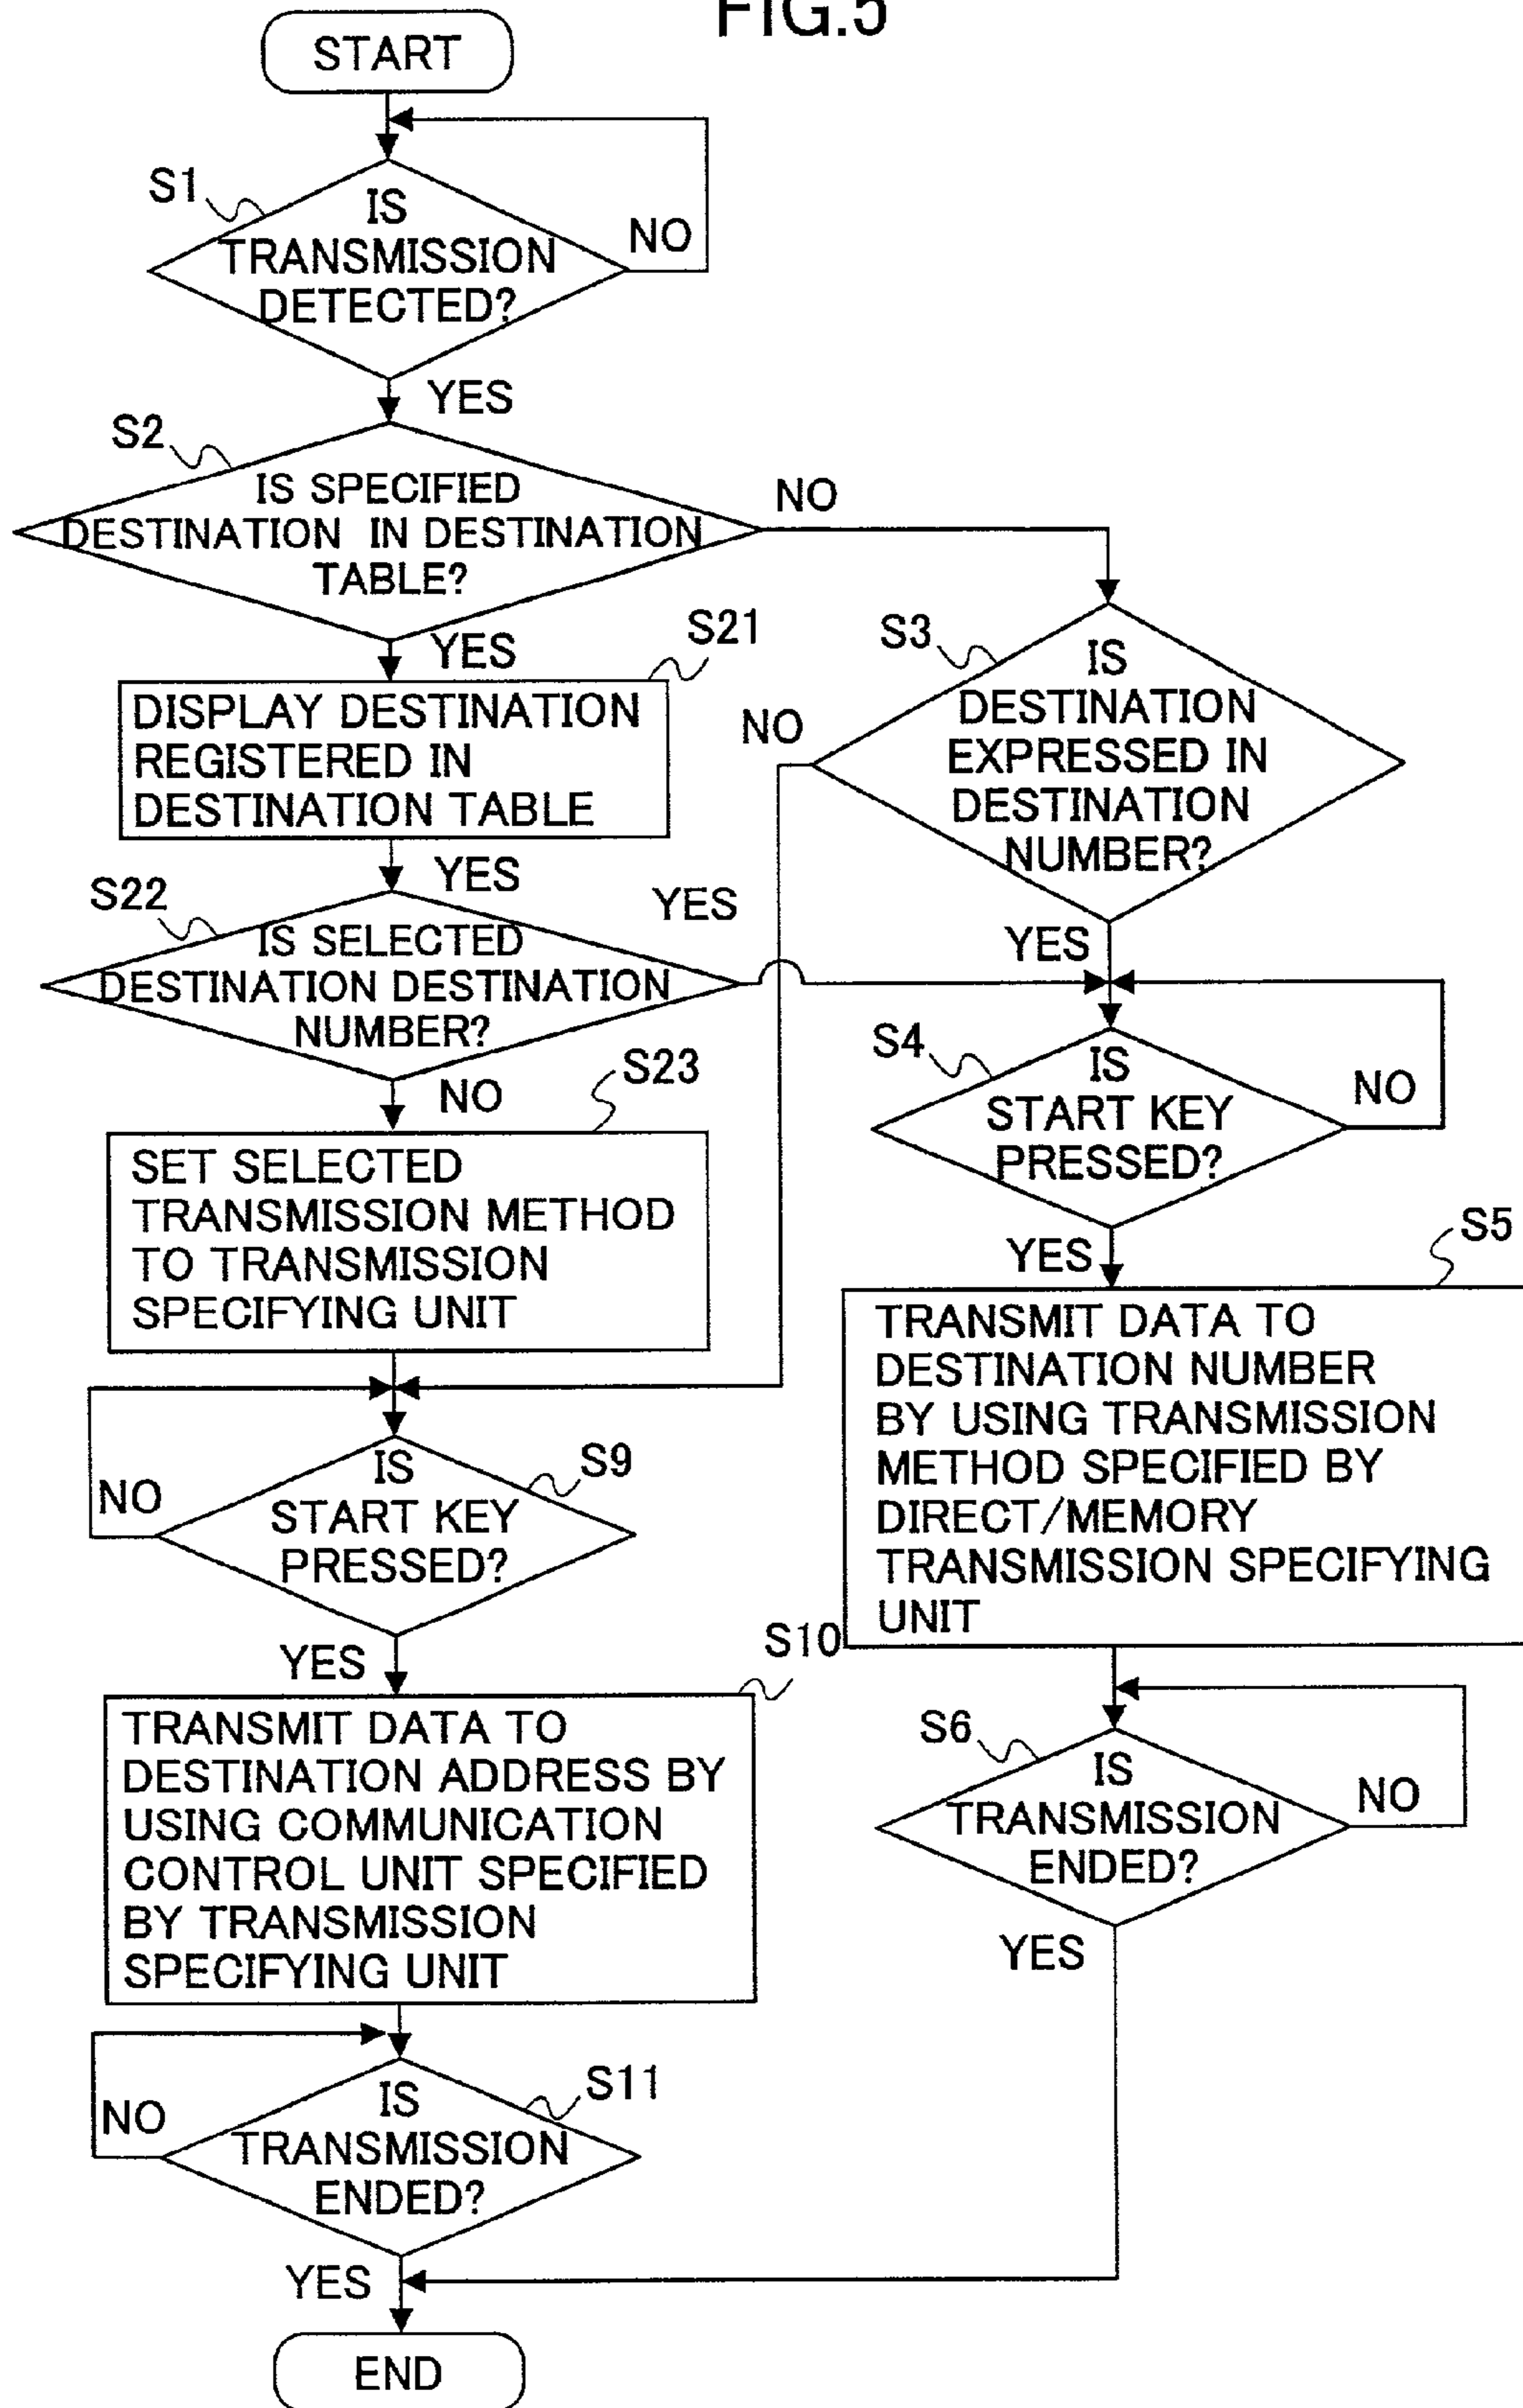 FIG.5
START
S1
IS
TRANSMISSION
DETECTED?
NO
YES
S2
IS SPECIFIED
DESTINATION IN DESTINATION
TABLE?
NO
YES
S21
DISPLAY DESTINATION
REGISTERED IN
DESTINATION TABLE
YES
S22
IS SELECTED
DESTINATION DESTINATION
NUMBER?
YES
NO
S23
SET SELECTED
TRANSMISSION METHOD
TO TRANSMISSION
SPECIFYING UNIT
S9
IS
START KEY
PRESSED?
NO
YES
S10
TRANSMIT DATA TO
DESTINATION ADDRESS BY
USING COMMUNICATION
CONTROL UNIT SPECIFIED
BY TRANSMISSION
SPECIFYING UNIT
S11
IS
TRANSMISSION
ENDED?
NO
YES
END
S3
IS
DESTINATION
EXPRESSED IN
DESTINATION
NUMBER?
NO
YES
S4
IS
START KEY
PRESSED?
NO
YES
S5
TRANSMIT DATA TO
DESTINATION NUMBER
BY USING TRANSMISSION
METHOD SPECIFIED BY
DIRECT/MEMORY
TRANSMISSION SPECIFYING
UNIT
S6
IS
TRANSMISSION
ENDED?
NO
YES